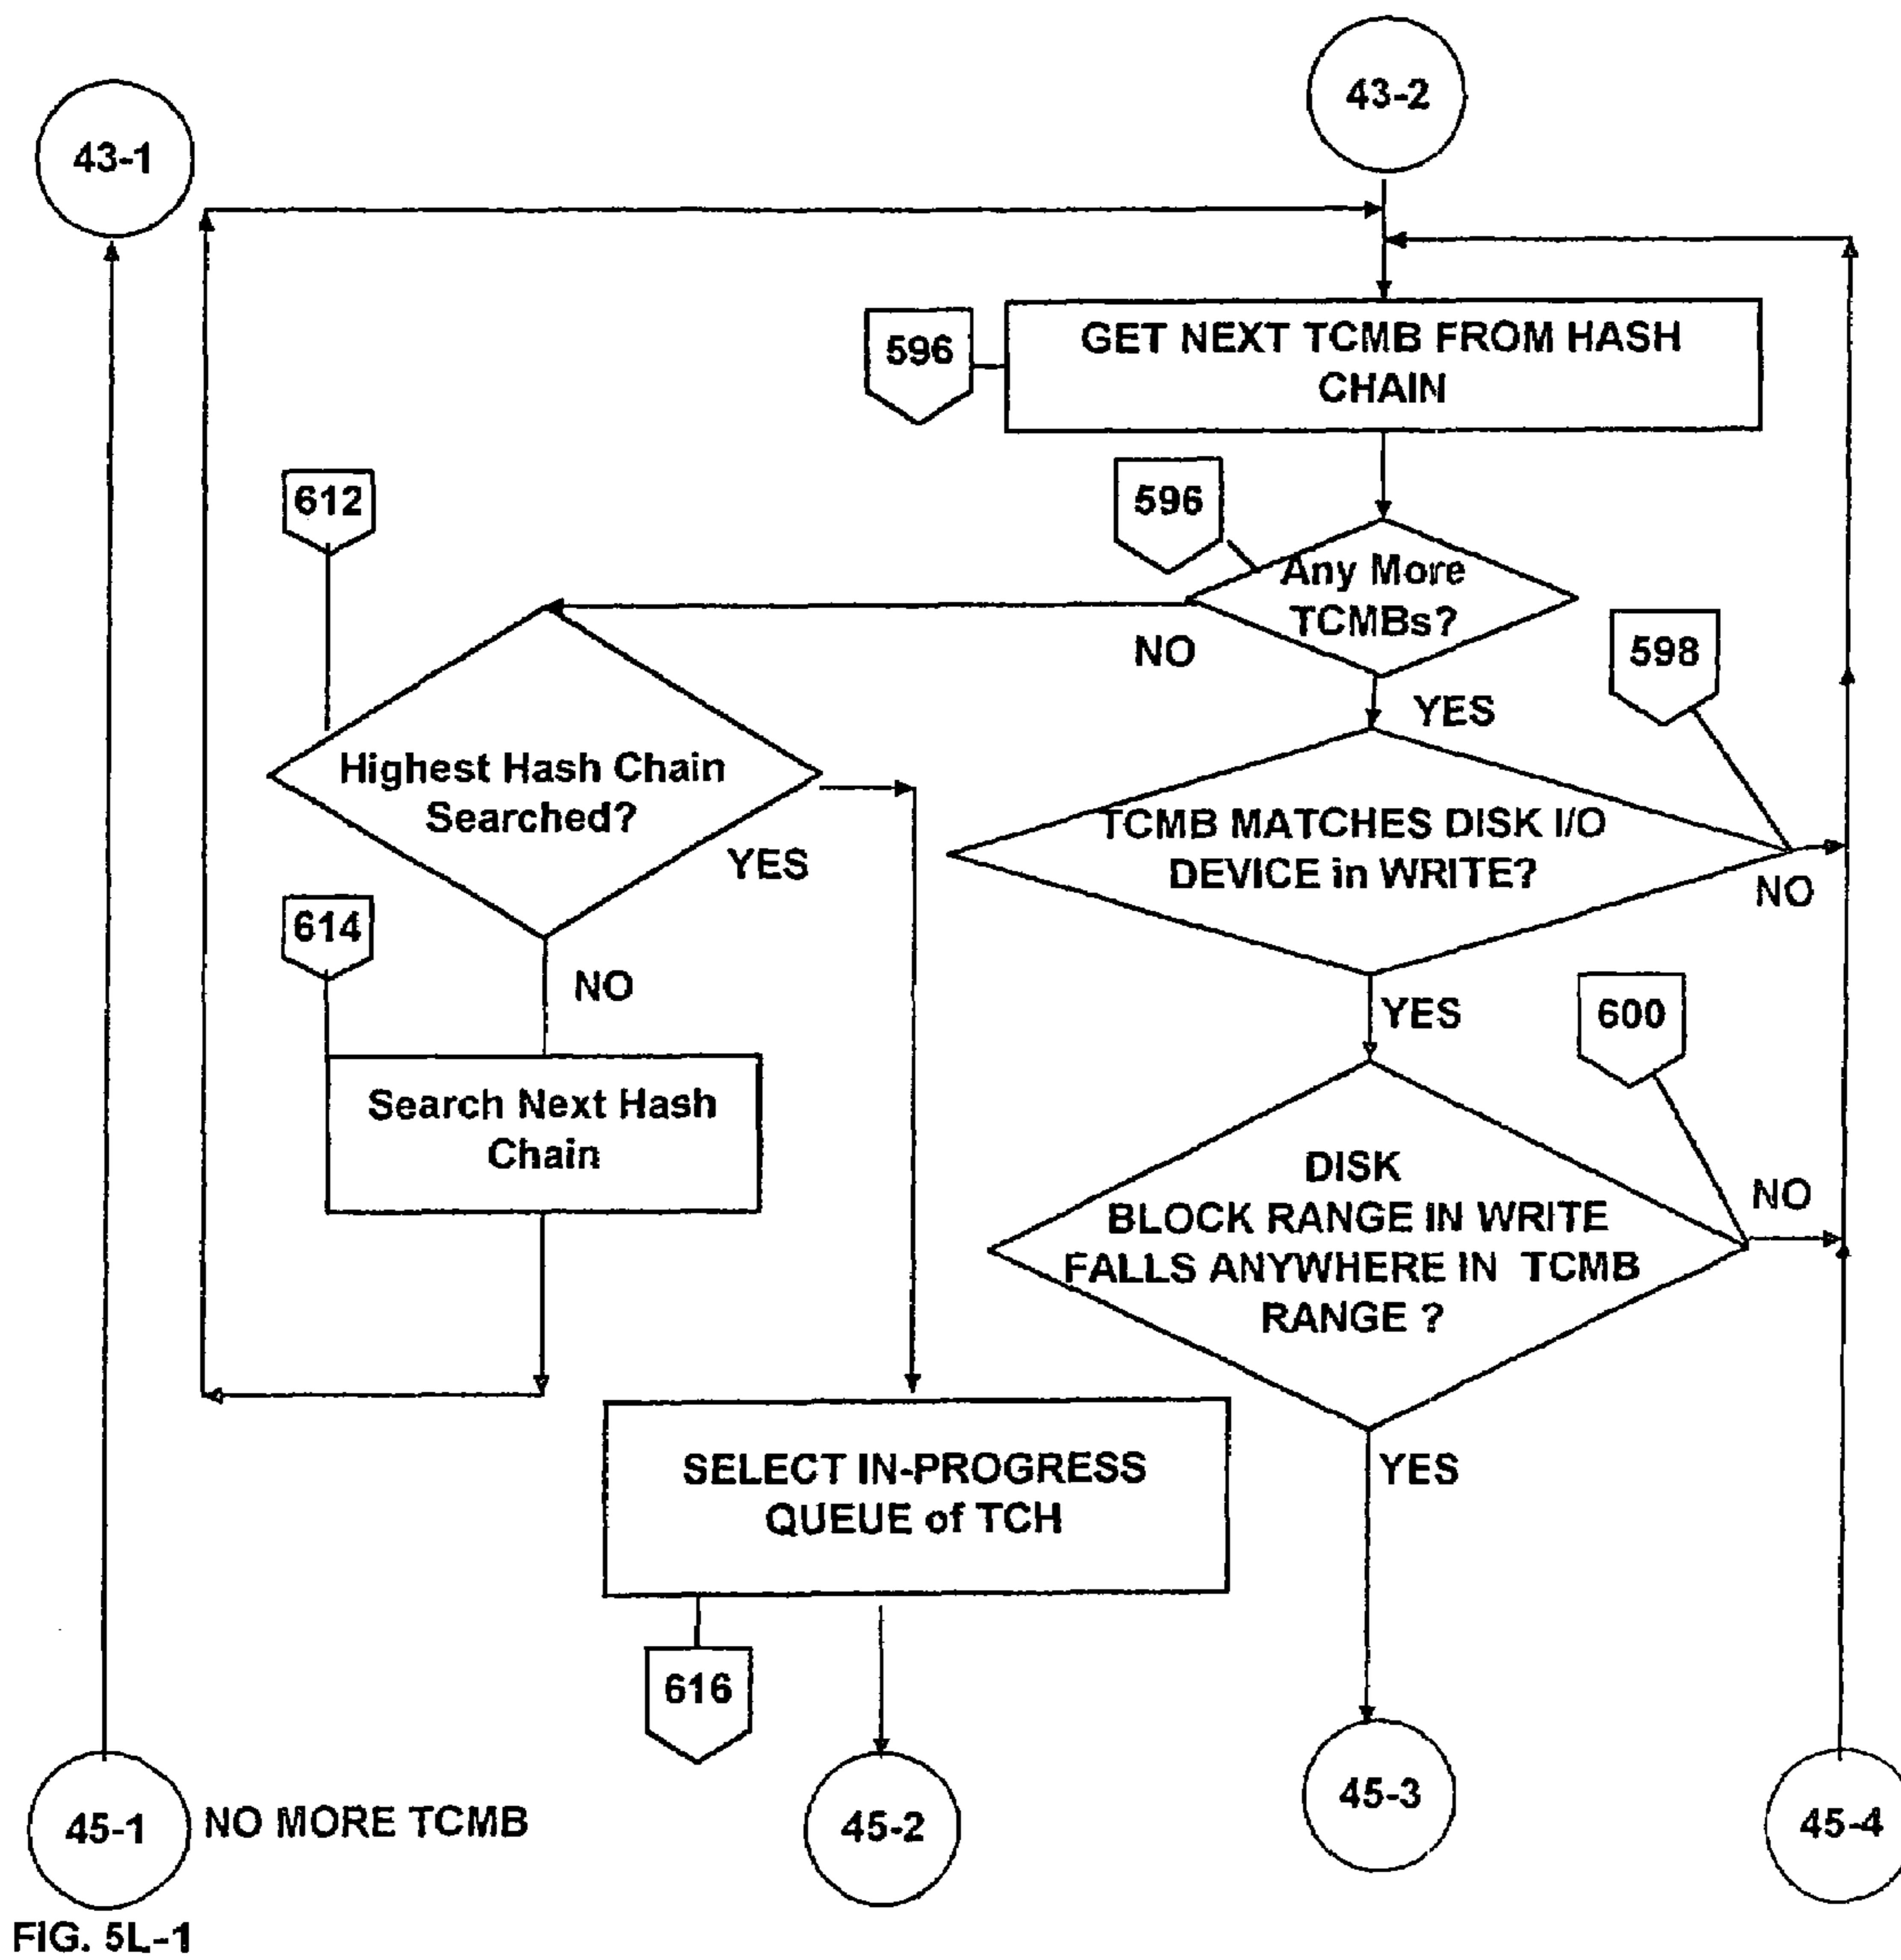 43-2
43-1
GET NEXT TCMB FROM HASH
CHAIN
596
612
596
Any More
TCMBs?
NO
598
YES
Highest Hash Chain
Searched?
YES
TCMB MATCHES DISK I/O
DEVICE in WRITE?
NO
614
NO
YES
600
Search Next Hash
Chain
DISK
BLOCK RANGE IN WRITE
FALLS ANYWHERE IN TCMB
RANGE ?
NO
SELECT IN-PROGRESS
QUEUE of TCH
YES
616
45-1
NO MORE TCMB
45-2
45-3
45-4
FIG. 5L-1